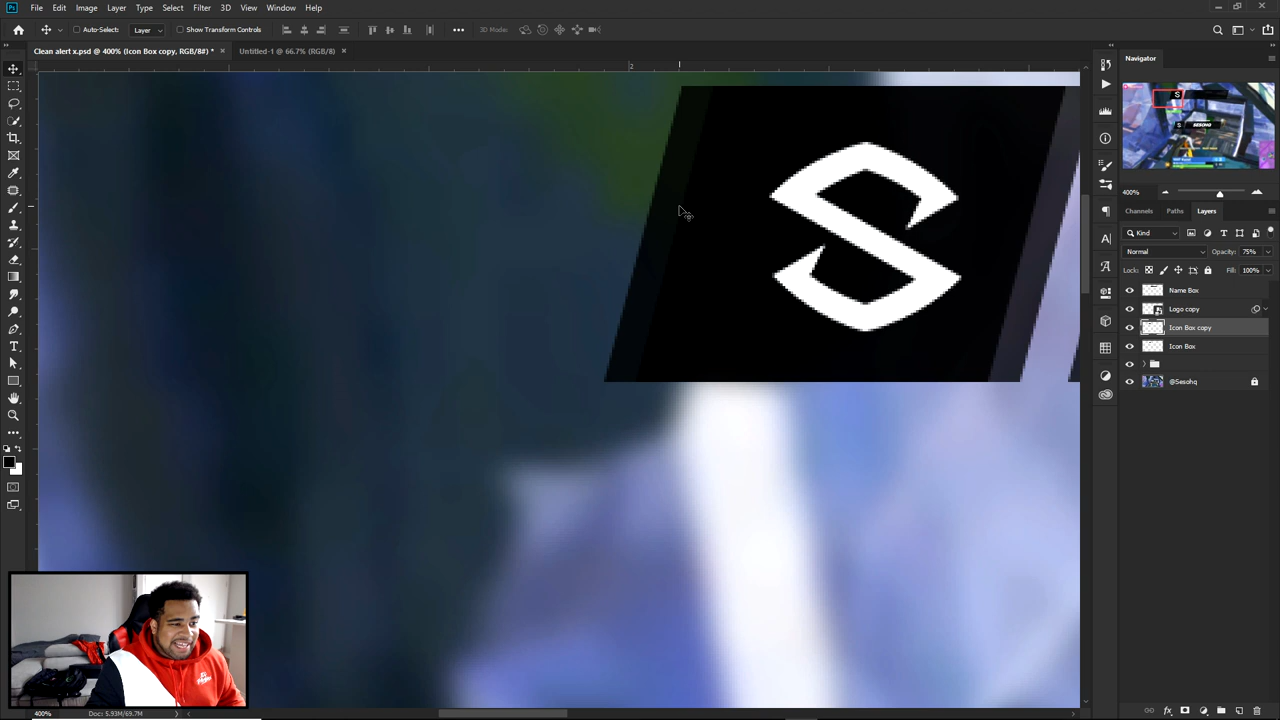 Ps File Edit Image Layer Type Select Filter 3D View Window Help
Auto-Select: Layer Show Transform Controls 3D Mode:
Clean alert x.psd @ 400% (Icon Box copy, RGB/8#) * × Untitled-1 @ 66.7% (RGB/8) ×
2
Navigator
S
S SESOHQ
400%
Channels Paths Layers
Kind
Normal Opacity: 75%
Lock: Fill: 100%
Name Box
Logo copy
Icon Box copy
Icon Box
@Sesohq
S
400% Doc: 5.93M/69.7M